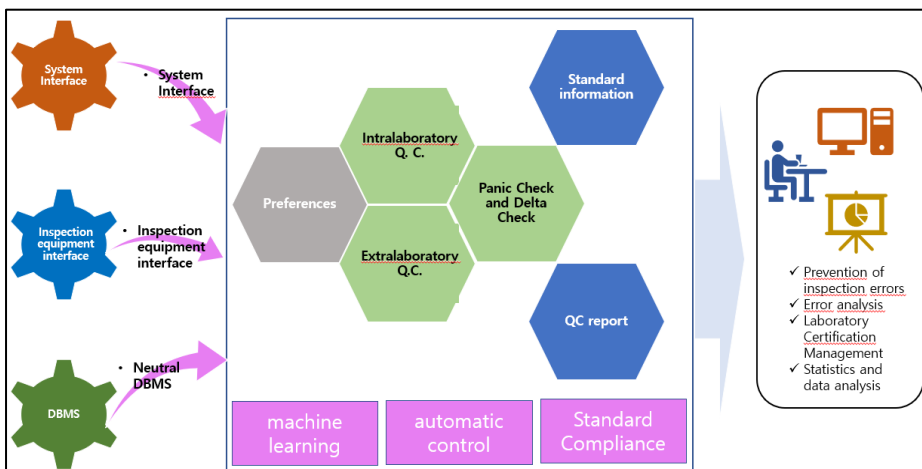 System
Interface
• System
Interface
Inspection
equipment
interface
• Inspection
equipment
interface
DBMS
• Neutral
DBMS
Preferences
Intralaboratory
Q. C.
Extralaboratory
Q.C.
Panic Check
and Delta
Check
Standard
information
QC report
machine
learning
automatic
control
Standard
Compliance
✓ Prevention of
inspection errors
✓ Error analysis
✓ Laboratory
Certification
Management
✓ Statistics and
data analysis